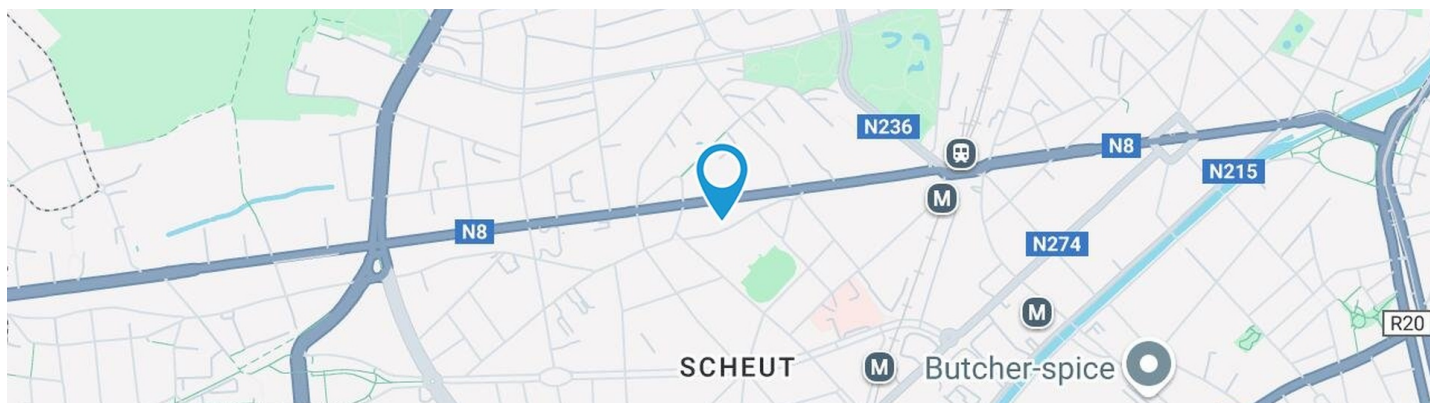 N236
N8
N215
M
N8
N274
M
R20
SCHEUT
M
Butcher-spice